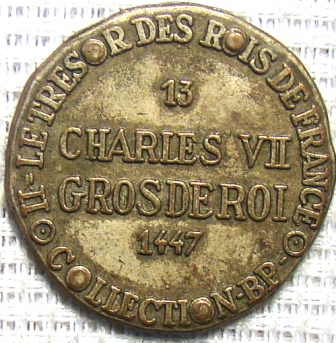 II - LE TRESOR DES ROIS DE FRANCE
13
CHARLES VII
GROS DE ROI
1447
COLLECTION - BP -